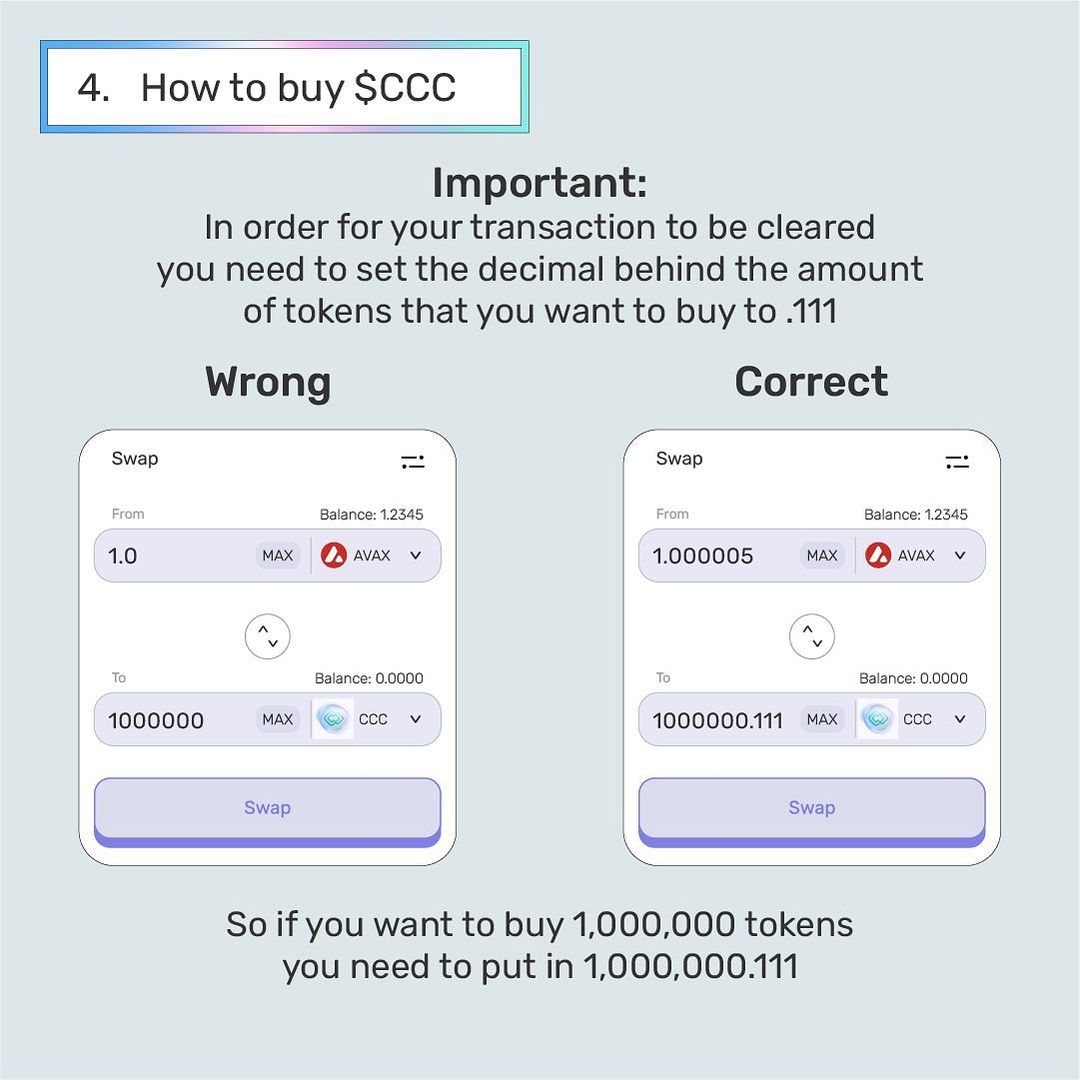 4. How to buy $CCC
Important:
In order for your transaction to be cleared
you need to set the decimal behind the amount
of tokens that you want to buy to .111
Wrong
Swap
From
Balance: 1.2345
1.0
MAX
AVAX
To
Balance: 0.0000
1000000
MAX
CCC
Swap
Correct
Swap
From
Balance: 1.2345
1.000005
MAX
AVAX
To
Balance: 0.0000
1000000.111
MAX
CCC
Swap
So if you want to buy 1,000,000 tokens
you need to put in 1,000,000.111